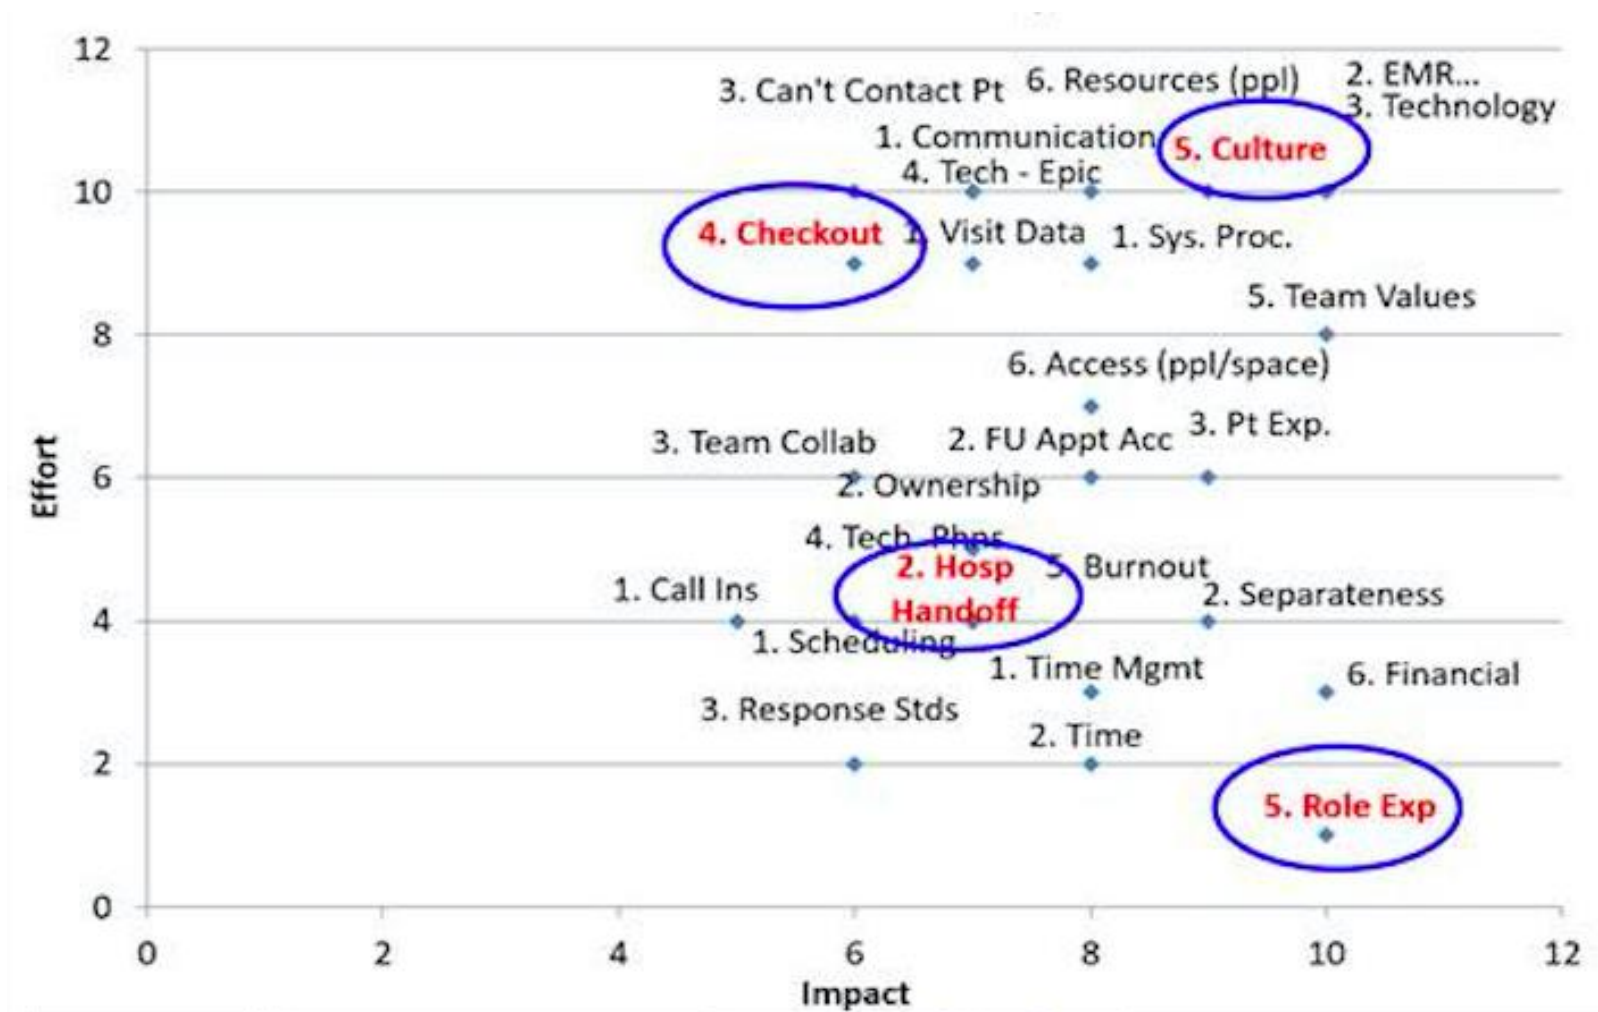 12
3. Can't Contact Pt
6. Resources (ppl)
2. EMR...
3. Technology
1. Communication
5. Culture
4. Tech - Epic
10
4. Checkout
1. Visit Data
1. Sys. Proc.
5. Team Values
8
6. Access (ppl/space)
3. Pt Exp.
3. Team Collab
2. FU Appt Acc
6
2. Ownership
Effort
4. Tech-Phns
2. Hosp
Handoff
5. Burnout
1. Call Ins
2. Separateness
4
1. Scheduling
1. Time Mgmt
6. Financial
3. Response Stds
2. Time
2
5. Role Exp
0
0 2 4 6 8 10 12
Impact